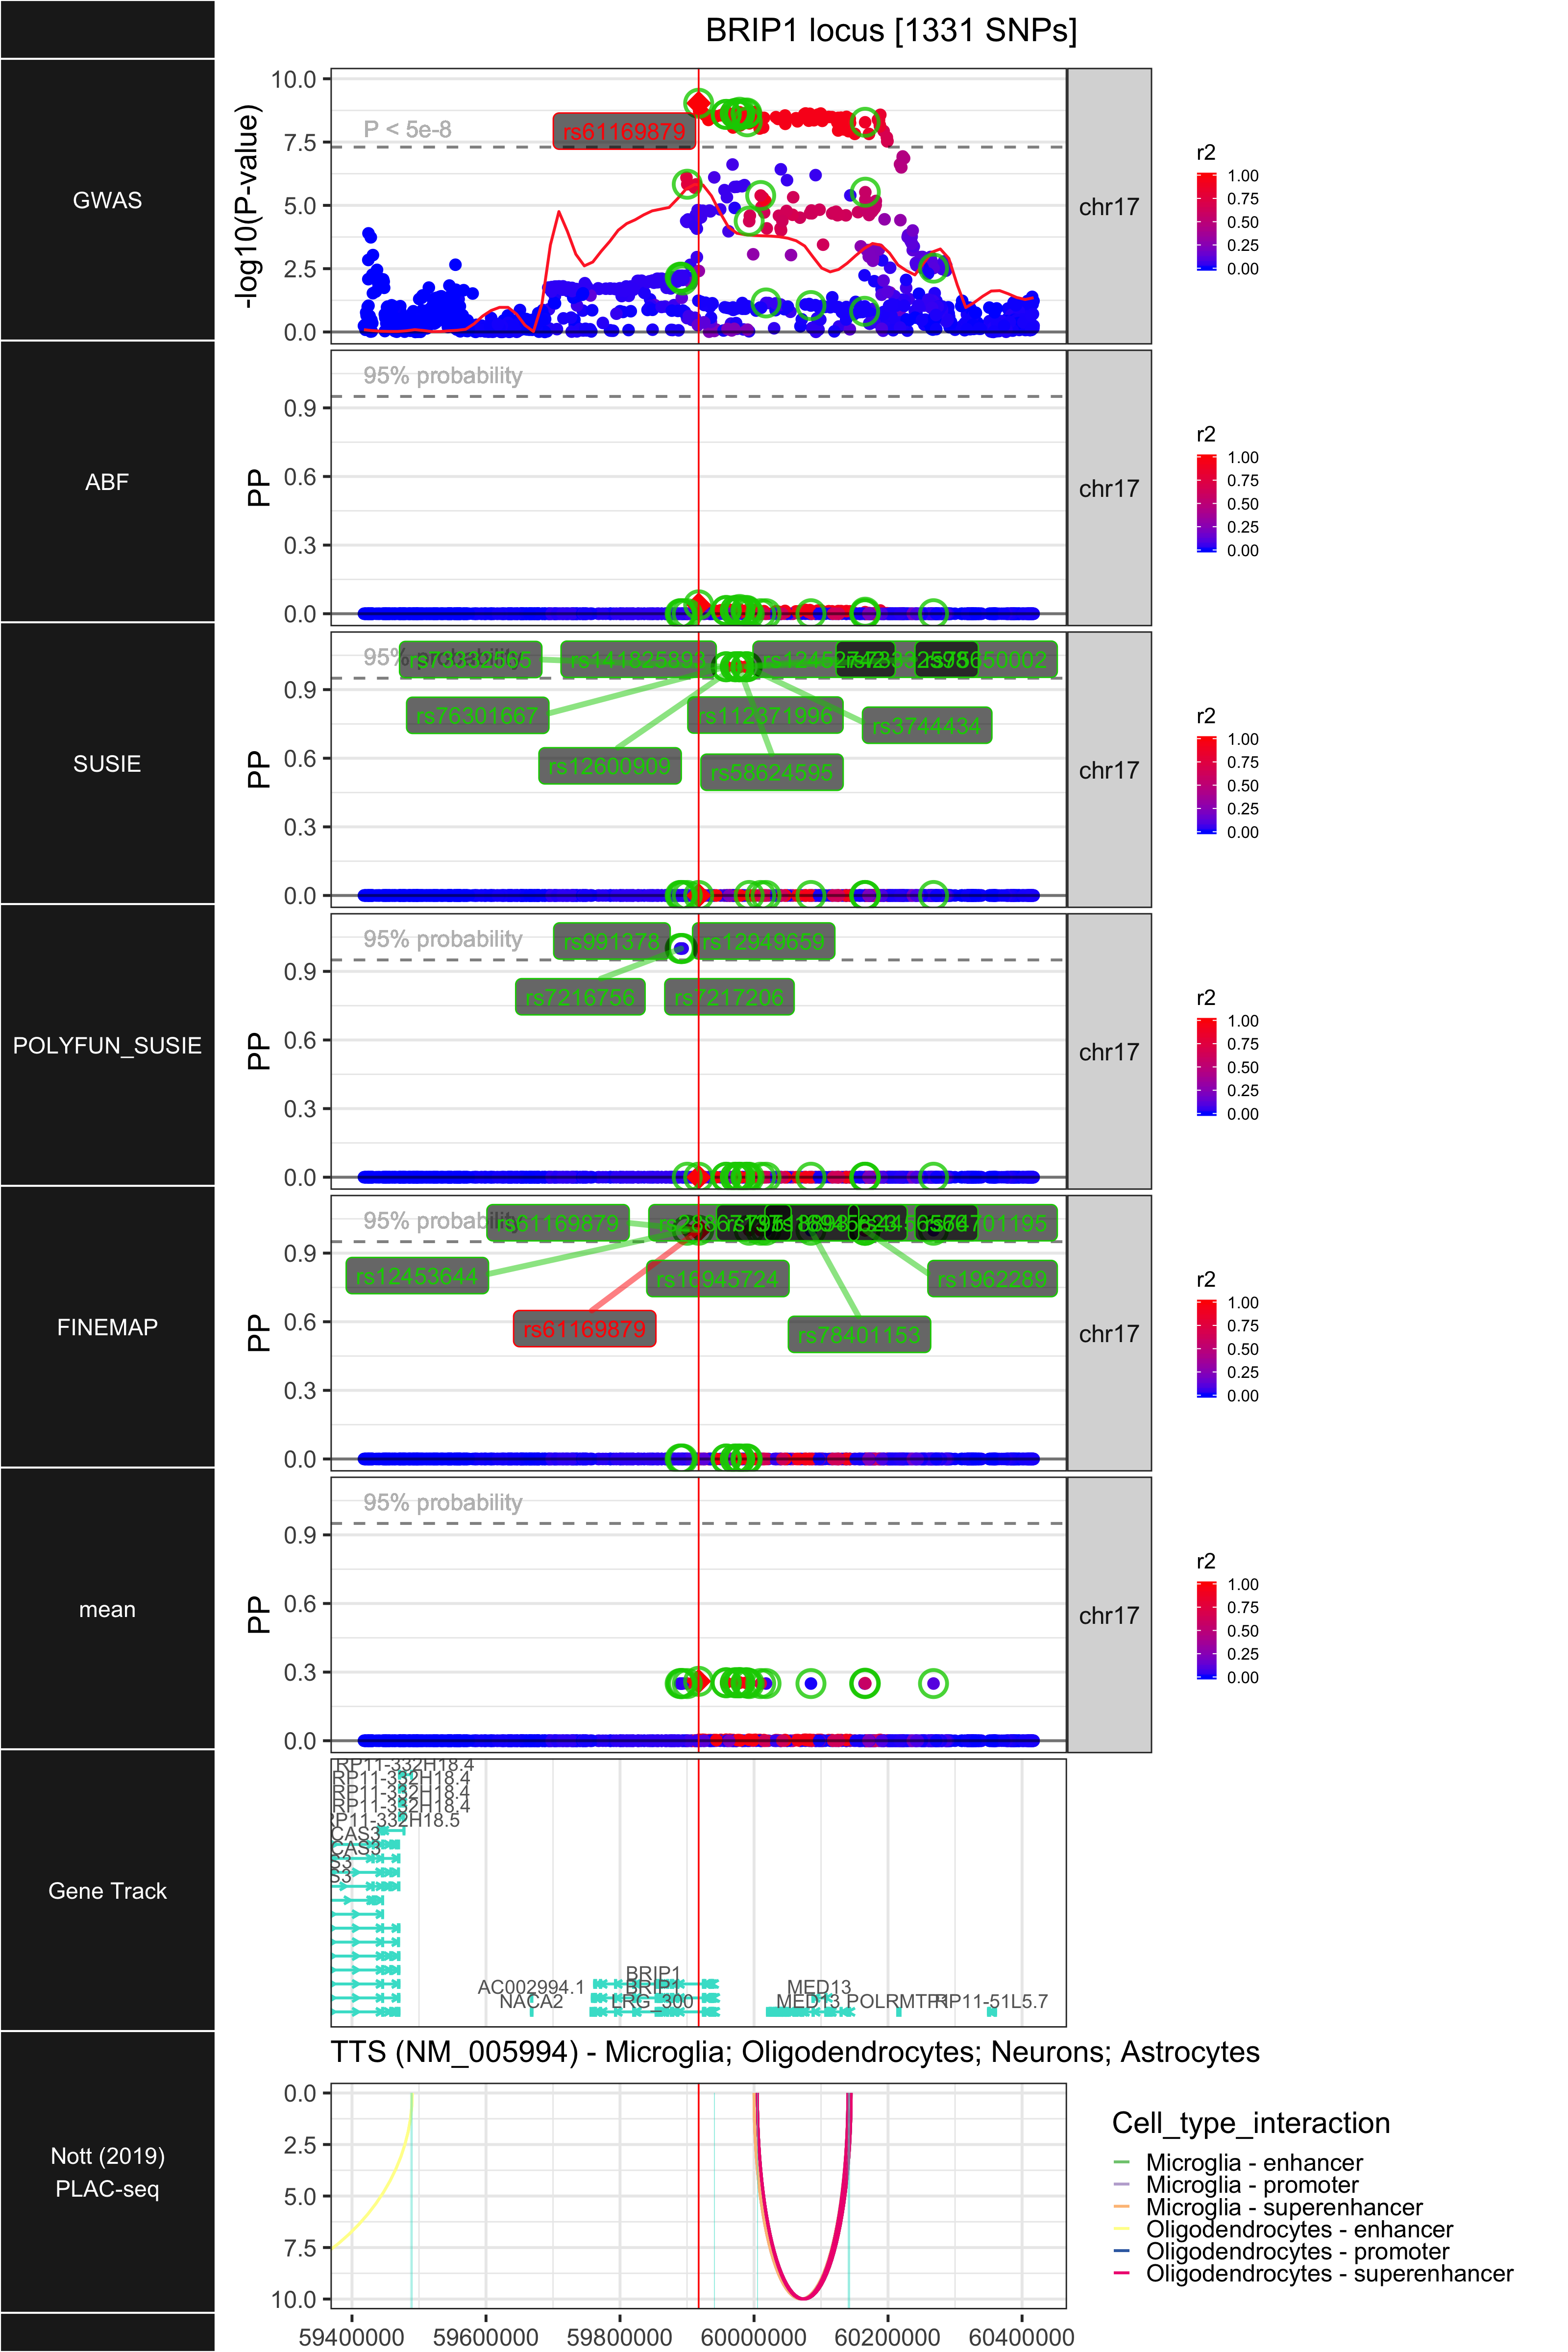 BRIP1 locus [1331 SNPs]
GWAS
-log10(P-value)
10.0
7.5
5.0
2.5
0.0
P < 5e-8
rs61169879
chr17
r2
1.00
0.75
0.50
0.25
0.00
ABF
PP
0.9
0.6
0.3
0.0
95% probability
chr17
r2
1.00
0.75
0.50
0.25
0.00
SUSIE
PP
0.9
0.6
0.3
0.0
95% probability
rs73332565
rs141825893
rs12452742
rs78650002
rs76301667
rs112371996
rs3744434
rs12600909
rs58624595
chr17
r2
1.00
0.75
0.50
0.25
0.00
POLYFUN_SUSIE
PP
0.9
0.6
0.3
0.0
95% probability
rs991378
rs12949659
rs7216756
rs7217206
chr17
r2
1.00
0.75
0.50
0.25
0.00
FINEMAP
PP
0.9
0.6
0.3
0.0
95% probability
rs61169879
rs12453644
rs16945724
rs1962289
rs61169879
rs78401153
chr17
r2
1.00
0.75
0.50
0.25
0.00
mean
PP
0.9
0.6
0.3
0.0
95% probability
chr17
r2
1.00
0.75
0.50
0.25
0.00
Gene Track
RP11-332H18.4
RP11-332H18.4
RP11-332H18.4
RP11-332H18.4
RP11-332H18.5
CAS3
CAS3
S3
S3
BRIP1
AC002994.1 BRIP1 MED13
NACA2 LRG_300 MED13 RP11-51L5.7
TTS (NM_005994) - Microglia; Oligodendrocytes; Neurons; Astrocytes
Nott (2019)
PLAC-seq
0.0
2.5
5.0
7.5
10.0
59400000 59600000 59800000 60000000 60200000 60400000
Cell_type_interaction
Microglia - enhancer
Microglia - promoter
Microglia - superenhancer
Oligodendrocytes - enhancer
Oligodendrocytes - promoter
Oligodendrocytes - superenhancer